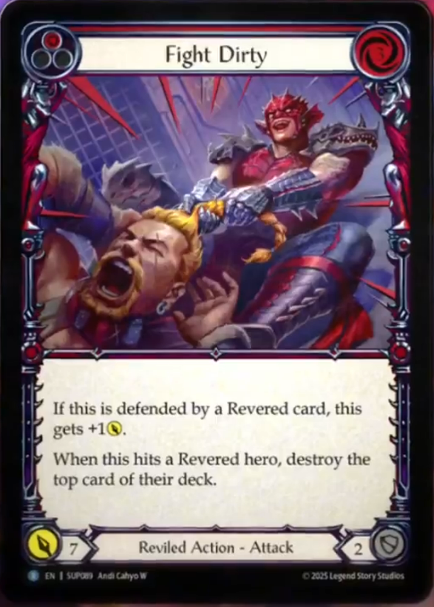 Fight Dirty
If this is defended by a Revered card, this
gets +1.
When this hits a Revered hero, destroy the
top card of their deck.
7
Reviled Action - Attack
2
EN | SUP089 Andi Cahyo W
© 2025 Legend Story Studios